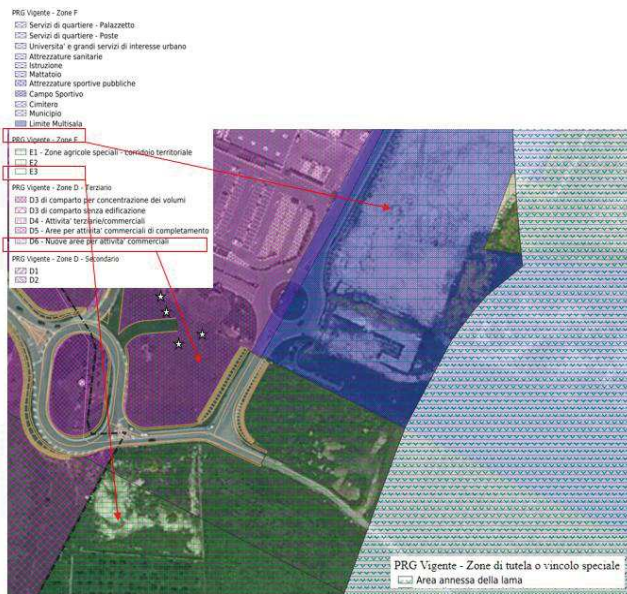 PRG Vigente - Zone F
Servizi di quartiere - Palazzetto
Servizi di quartiere - Poste
Universita' e grandi servizi di interesse urbano
Attrezzature sanitarie
Istruzione
Mattatoio
Attrezzature sportive pubbliche
Campo Sportivo
Cimitero
Municipio
Limite Multisala
PRG Vigente - Zone E
E1 - Zone agricole speciali - corridoio territoriale
E2
E3
PRG Vigente - Zone D - Terziario
D3 di comparto per concentrazione dei volumi
D3 di comparto senza edificazione
D4 - Attivita' terziarie/commerciali
D5 - Aree per attivita' commerciali di completamento
D6 - Nuove aree per attivita' commerciali
PRG Vigente - Zone D - Secondario
D1
D2
PRG Vigente - Zone di tutela o vincolo speciale
Area annessa della lama